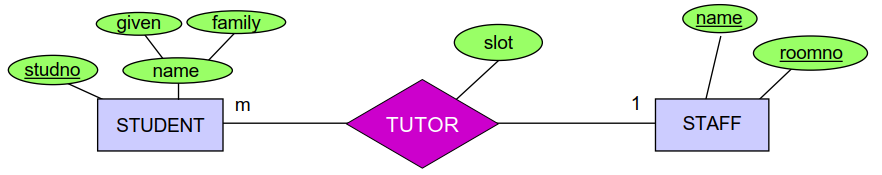 given
family
name
slot
studno
name
roomno
m
1
STUDENT
TUTOR
STAFF